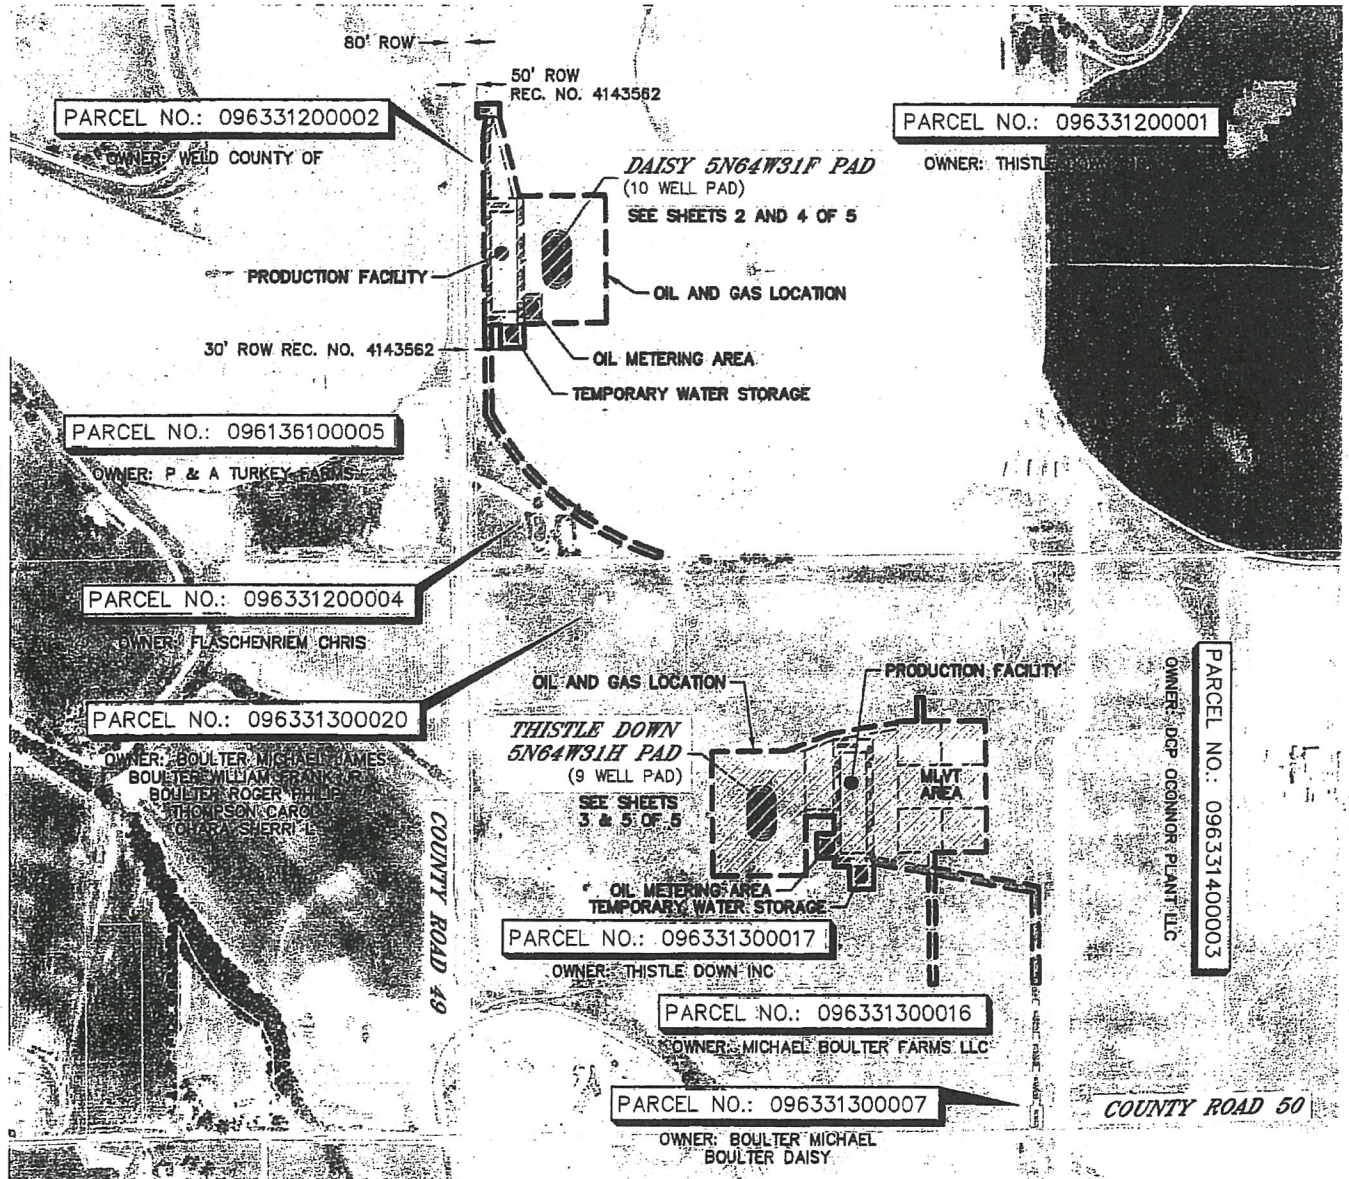 80' ROW
50' ROW
REC. NO. 4143562
PARCEL NO.: 096331200002
OWNER: WELD COUNTY OF
PARCEL NO.: 096331200001
OWNER: THISTLE DOWN INC
DAISY 5N64W31F PAD
(10 WELL PAD)
SEE SHEETS 2 AND 4 OF 5
PRODUCTION FACILITY
OIL AND GAS LOCATION
30' ROW REC. NO. 4143562
OIL METERING AREA
TEMPORARY WATER STORAGE
PARCEL NO.: 096136100005
OWNER: P & A TURKEY FARMS
PARCEL NO.: 096331200004
OWNER: FLASCHENRIEM CHRIS
PARCEL NO.: 096331300020
OWNER: BOULTER MICHAEL JAMES
BOULTER WILLIAM FRANK JR
BOULTER ROGER PHILIP
THOMPSON CAROL
OHARA SHERRI L
OIL AND GAS LOCATION
PRODUCTION FACILITY
THISTLE DOWN
5N64W31H PAD
(9 WELL PAD)
SEE SHEETS
3 & 5 OF 5
MLVT
AREA
OIL METERING AREA
TEMPORARY WATER STORAGE
PARCEL NO.: 096331400003
OWNER: DCP OCONNOR PLANT LLC
COUNTY ROAD 49
PARCEL NO.: 096331300017
OWNER: THISTLE DOWN INC
PARCEL NO.: 096331300016
OWNER: MICHAEL BOULTER FARMS LLC
PARCEL NO.: 096331300007
OWNER: BOULTER MICHAEL
BOULTER DAISY
COUNTY ROAD 50